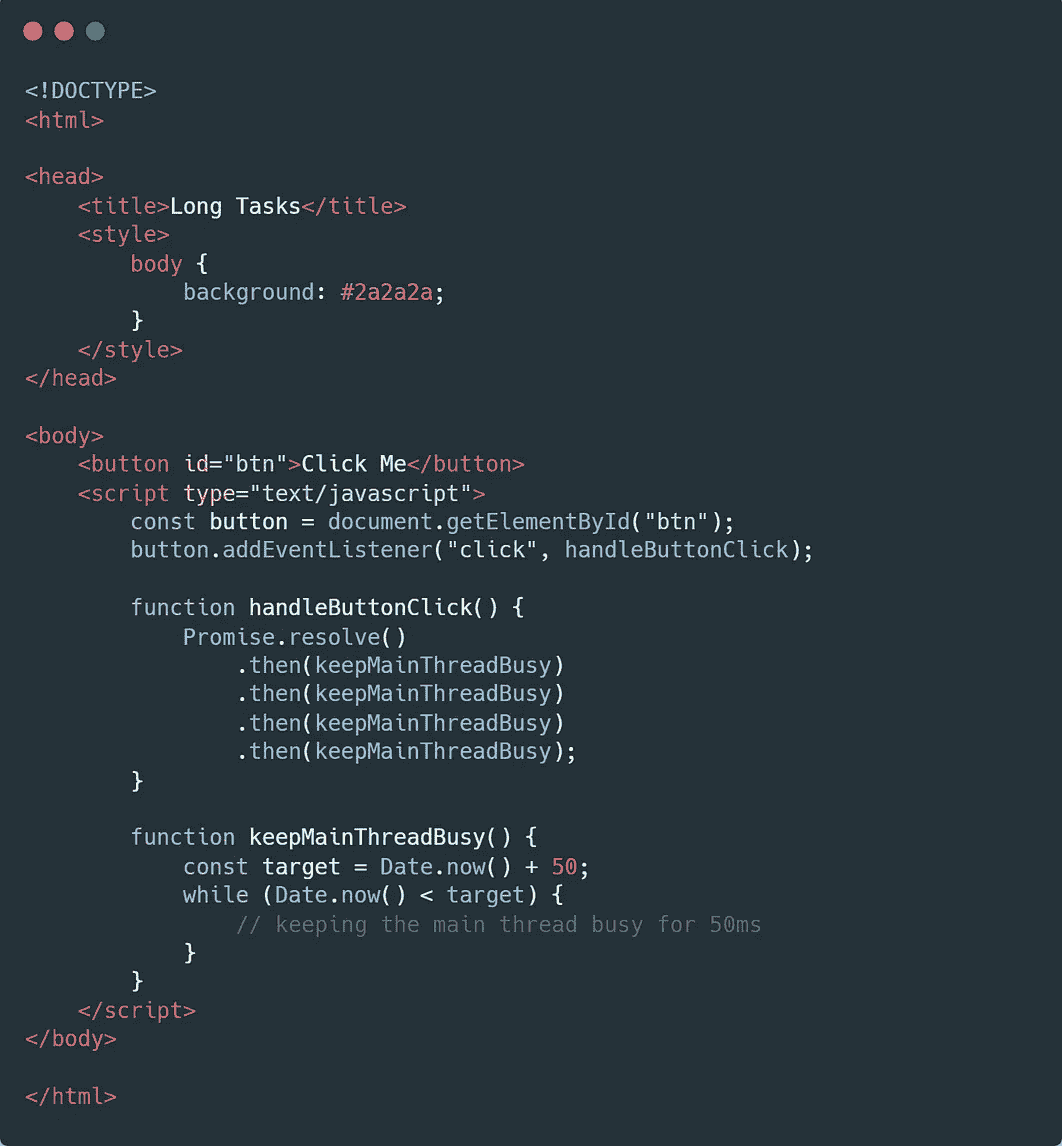 <!DOCTYPE>
<html>

<head>
    <title>Long Tasks</title>
    <style>
        body {
            background: #2a2a2a;
        }
    </style>
</head>

<body>
    <button id="btn">Click Me</button>
    <script type="text/javascript">
        const button = document.getElementById("btn");
        button.addEventListener("click", handleButtonClick);

        function handleButtonClick() {
            Promise.resolve()
                .then(keepMainThreadBusy)
                .then(keepMainThreadBusy)
                .then(keepMainThreadBusy)
                .then(keepMainThreadBusy);
        }

        function keepMainThreadBusy() {
            const target = Date.now() + 50;
            while (Date.now() < target) {
                // keeping the main thread busy for 50ms
            }
        }
    </script>
</body>

</html>